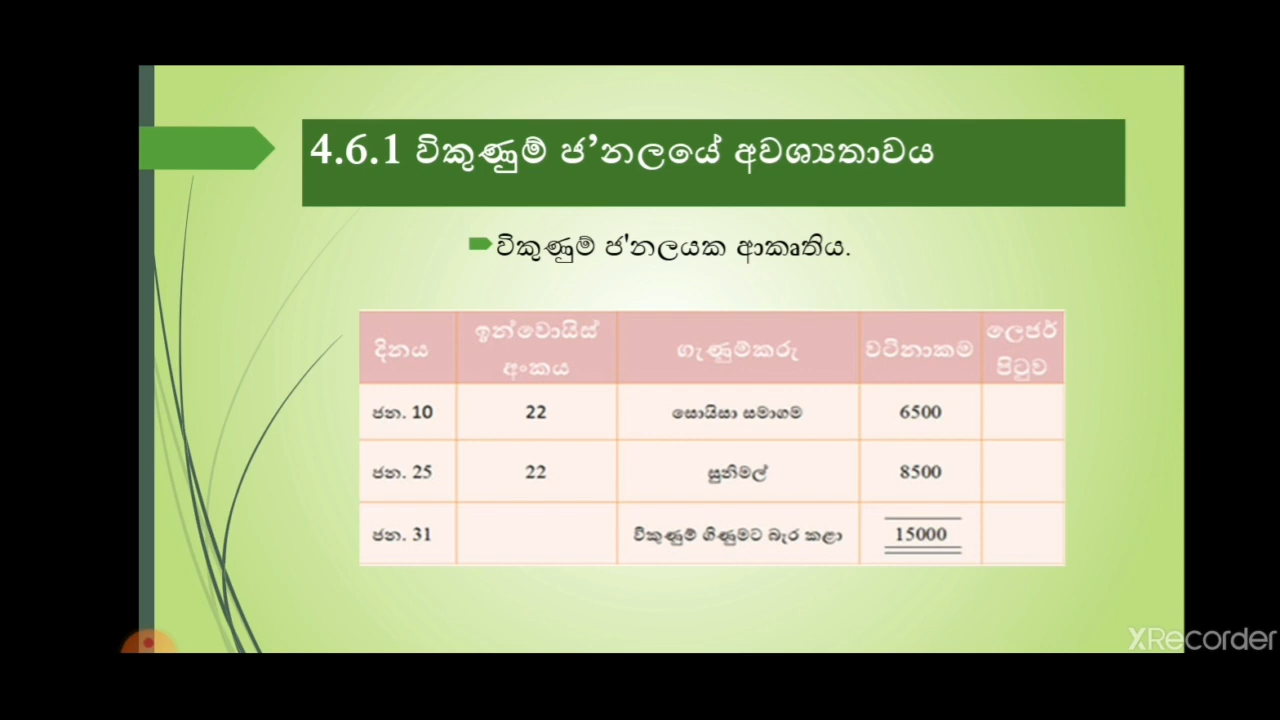 4.6.1 විකුණුම් ජ’නලයේ අවශ්‍යතාවය
විකුණුම් ජ'නලයක ආකෘතිය.
දිනය ඉන්වොයිස් අංකය ගැණුම්කරු වටිනාකම ලෙජර් පිටුව
ජන. 10 22 සොයිසා සමාගම 6500
ජන. 25 22 සුනිමල් 8500
ජන. 31 විකුණුම් ගිණුමට බැර කළා 15000
XRecorder